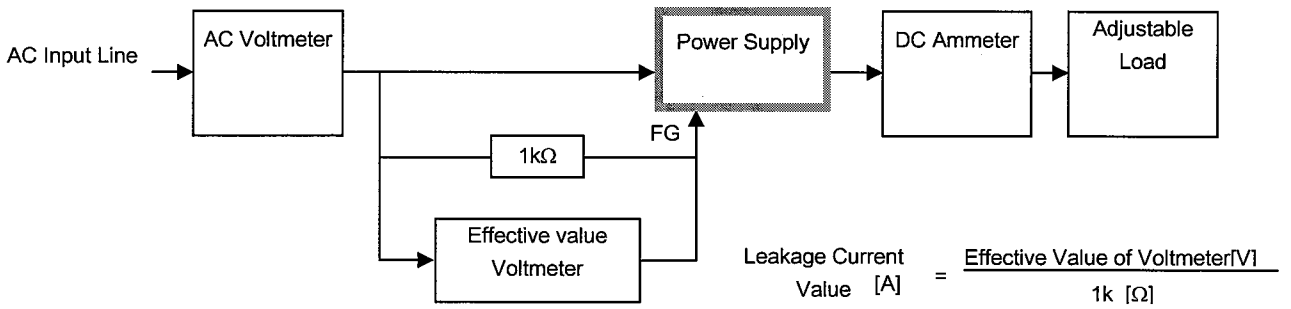 AC Input Line
AC Voltmeter
Power Supply
DC Ammeter
Adjustable
Load
FG
1kΩ
Effective value
Voltmeter
Leakage Current
Value [A]
=
Effective Value of Voltmeter[V]
1k [Ω]